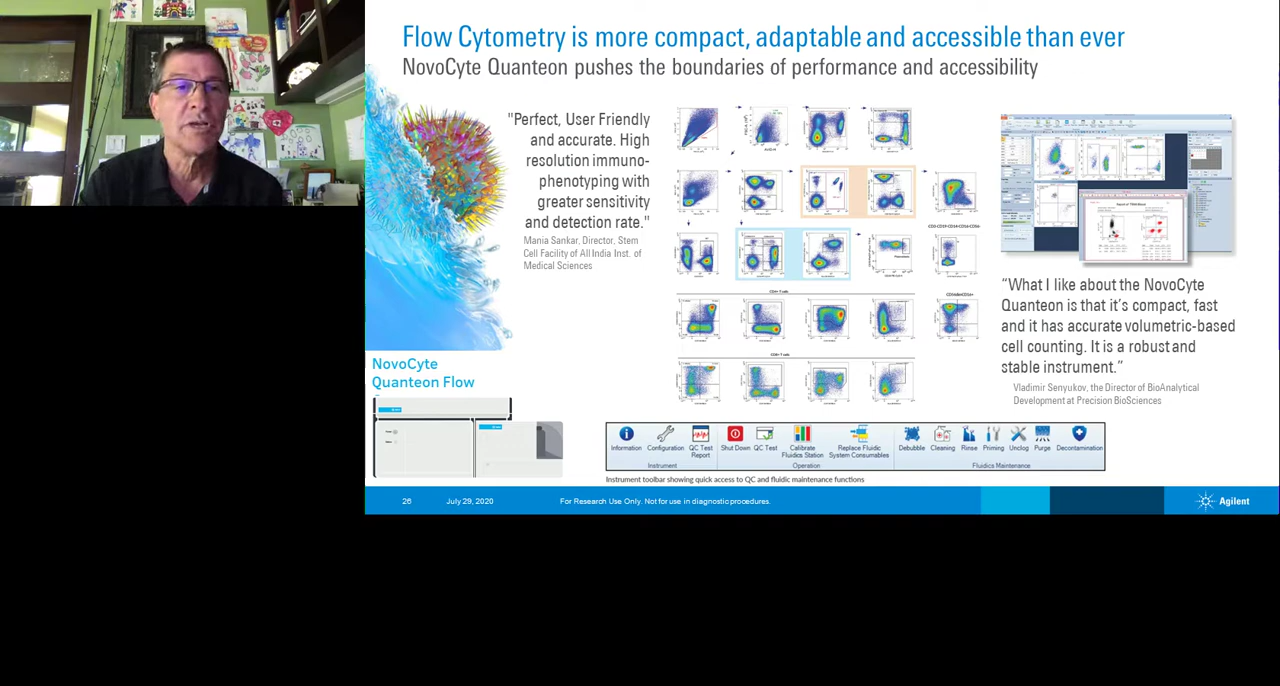 Flow Cytometry is more compact, adaptable and accessible than ever
NovoCyte Quanteon pushes the boundaries of performance and accessibility
"Perfect, User Friendly
and accurate. High
resolution immuno-
phenotyping with
greater sensitivity
and detection rate."
Mania Sankar, Director, Stem
Cell Facility of All India Inst. of
Medical Sciences
CD4+ T cells
CD8+ T cells
“What I like about the NovoCyte
Quanteon is that it’s compact, fast
and it has accurate volumetric-based
cell counting. It is a robust and
stable instrument.”
Vladimir Senyukov, the Director of BioAnalytical
Development at Precision BioSciences
NovoCyte
Quanteon Flow
Information
Configuration
QC Test
Report
Instrument
Shut Down
QC Test
Calibrate
Fluidics Station
Replace Fluidic
System Consumables
Operation
Debubble
Cleaning
Rinse
Priming
Unclog
Purge
Decontamination
Fluidics Maintenance
Instrument toolbar showing quick access to QC and fluidic maintenance functions
26
July 29, 2020
For Research Use Only. Not for use in diagnostic procedures.
Agilent